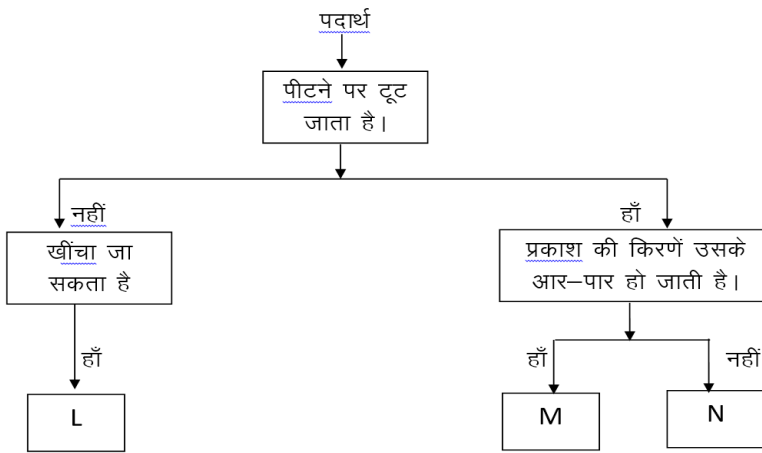 पदार्थ
पीटने पर टूट
जाता है।
नहीं
हाँ
खींचा जा
सकता है
प्रकाश की किरणें उसके
आर–पार हो जाती है।
हाँ
हाँ
नहीं
L
M
N